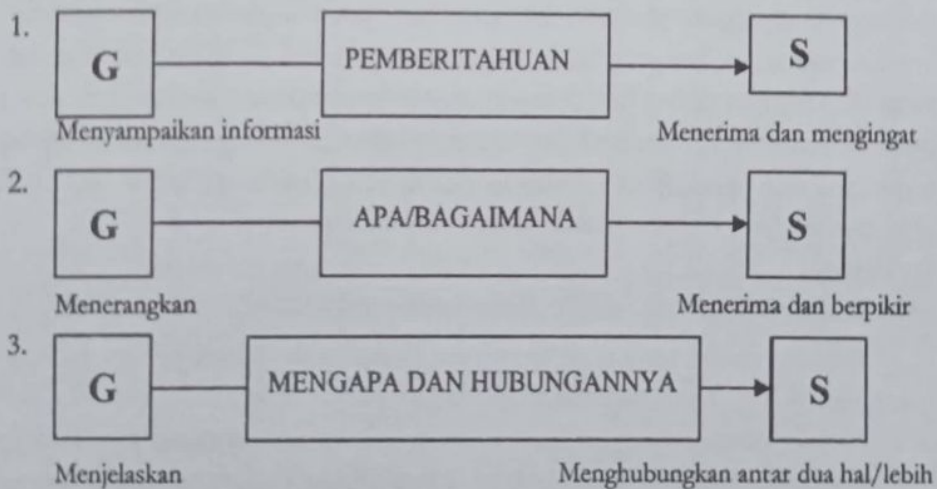 1.
G PEMBERITAHUAN S
Menyampaikan informasi Menerima dan mengingat
2.
G APA/BAGAIMANA S
Menerangkan Menerima dan berpikir
3.
G MENGAPA DAN HUBUNGANNYA S
Menjelaskan Menghubungkan antar dua hal/lebih